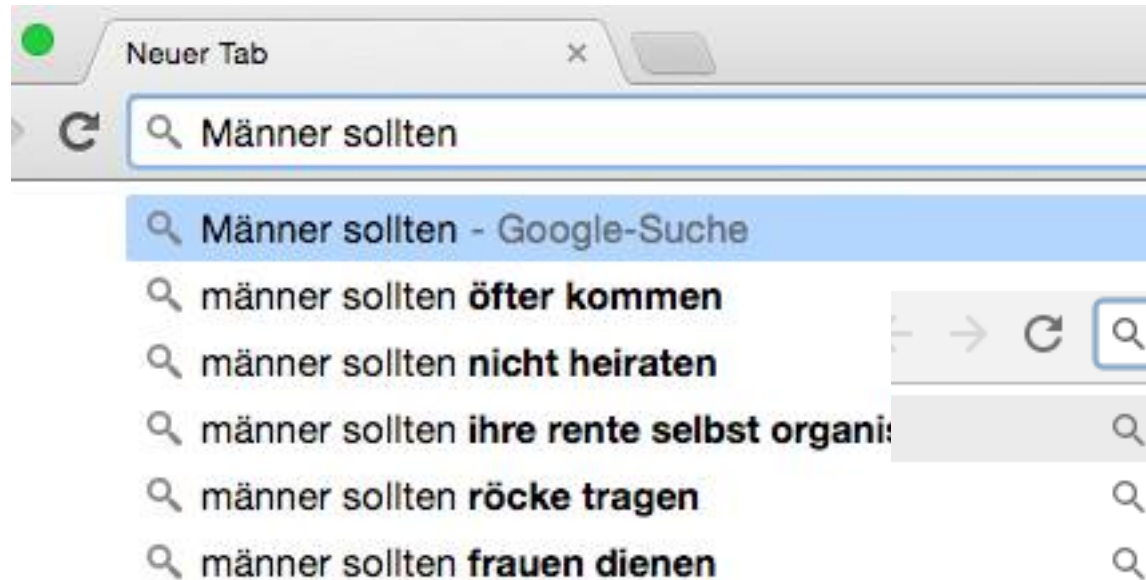 Neuer Tab
Männer sollten
Männer sollten - Google-Suche
männer sollten öfter kommen
männer sollten nicht heiraten
männer sollten ihre rente selbst organis
männer sollten röcke tragen
männer sollten frauen dienen